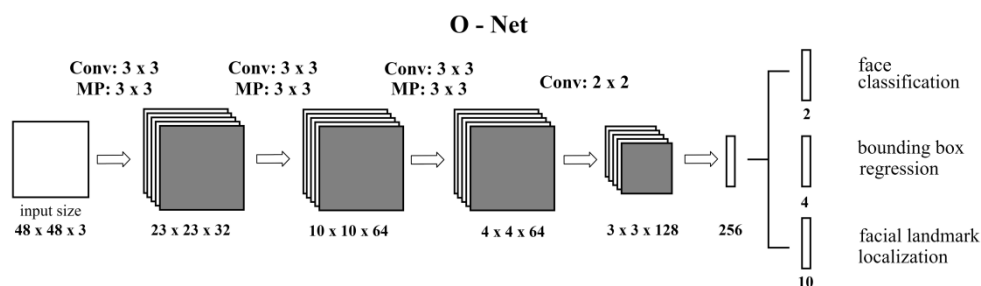 O - Net
Conv: 3 x 3
MP: 3 x 3
Conv: 3 x 3
MP: 3 x 3
Conv: 3 x 3
MP: 3 x 3
Conv: 2 x 2
input size
48 x 48 x 3
23 x 23 x 32
10 x 10 x 64
4 x 4 x 64
3 x 3 x 128
256
face
classification
2
bounding box
regression
4
facial landmark
localization
10